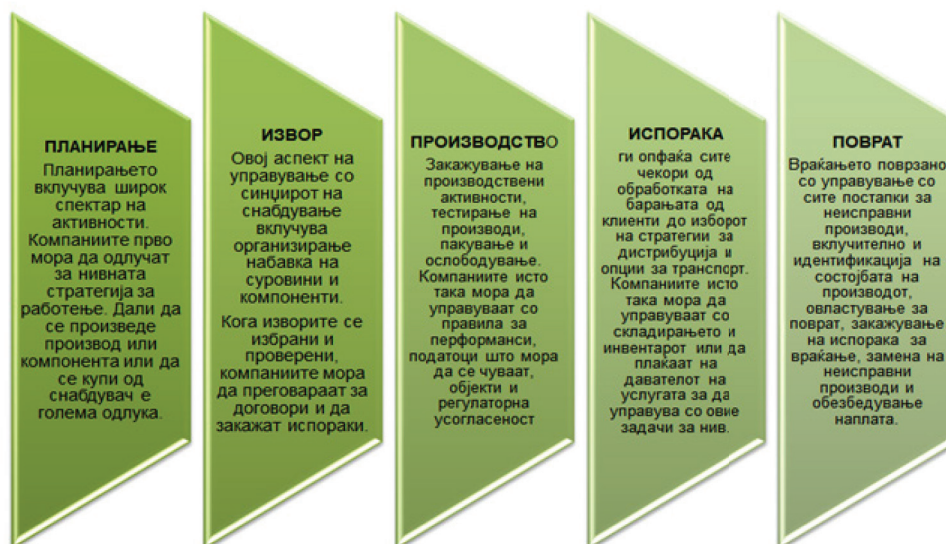 ПЛАНИРАЊЕ
Планирањето
вклучува широк
спектар на
активности.
Компаниите прво
мора да одлучат
за нивната
стратегија за
работење. Дали да
се произведе
производ или
компонента или да
се купи од
снабдувач е
голема одлука.
ИЗВОР
Овој аспект на
управување со
синџирот на
снабдување
вклучува
организирање
набавка на
суровини и
компоненти.
Кога изворите се
избрани и
проверени,
компаниите мора
да преговараат за
договори и да
закажат испораки.
ПРОИЗВОДСТВО
Закажување на
производствени
активности,
тестирање на
производи,
пакување и
ослободување.
Компаниите исто
така мора да
управуваат со
правила за
перформанси,
податоци што мора
да се чуваат,
објекти и
регулаторна
усогласеност
ИСПОРАКА
ги опфаќа сите
чекори од
обработката на
барањата од
клиенти до изборот
на стратегии за
дистрибуција и
опции за транспорт.
Компаниите исто
така мора да
управуваат со
складирањето и
инвентарот или да
плаќаат на
давателот на
услугата за да
управува со овие
задачи за нив.
ПОВРАТ
Враќањето поврзано
со управување со
сите постапки за
неисправни
производи,
вклучително и
идентификација на
состојбата на
производот,
овластување за
поврат, закажување
на испорака за
враќање, замена на
неисправни
производи и
обезбедување
наплата.